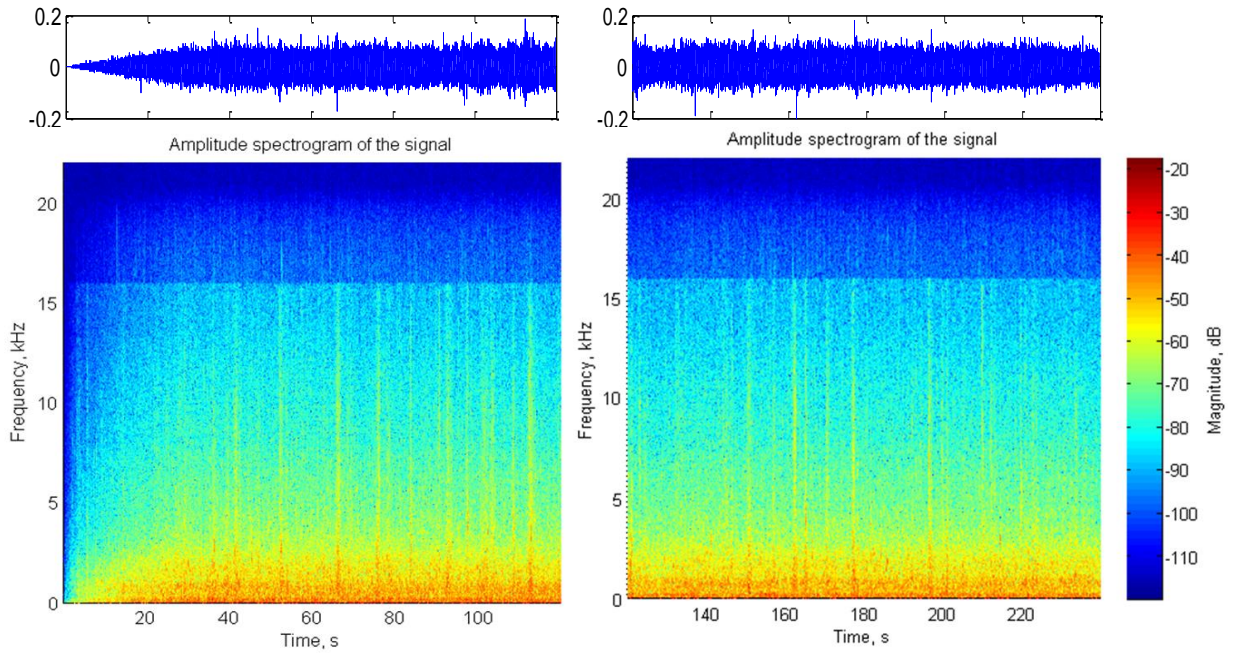 0.2
0
-0.2
0.2
0
-0.2
Amplitude spectrogram of the signal
20
15
10
5
0
Frequency, kHz
20 40 60 80 100
Time, s
Amplitude spectrogram of the signal
20
15
10
5
0
Frequency, kHz
140 160 180 200 220
Time, s
-20
-30
-40
-50
-60
-70
-80
-90
-100
-110
Magnitude, dB